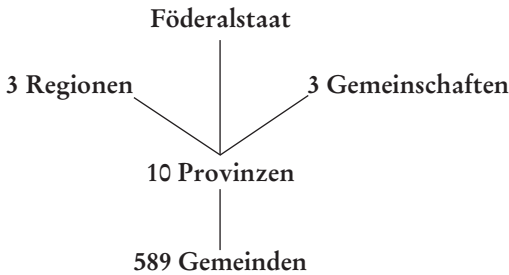 Föderalstaat
3 Regionen
3 Gemeinschaften
10 Provinzen
589 Gemeinden